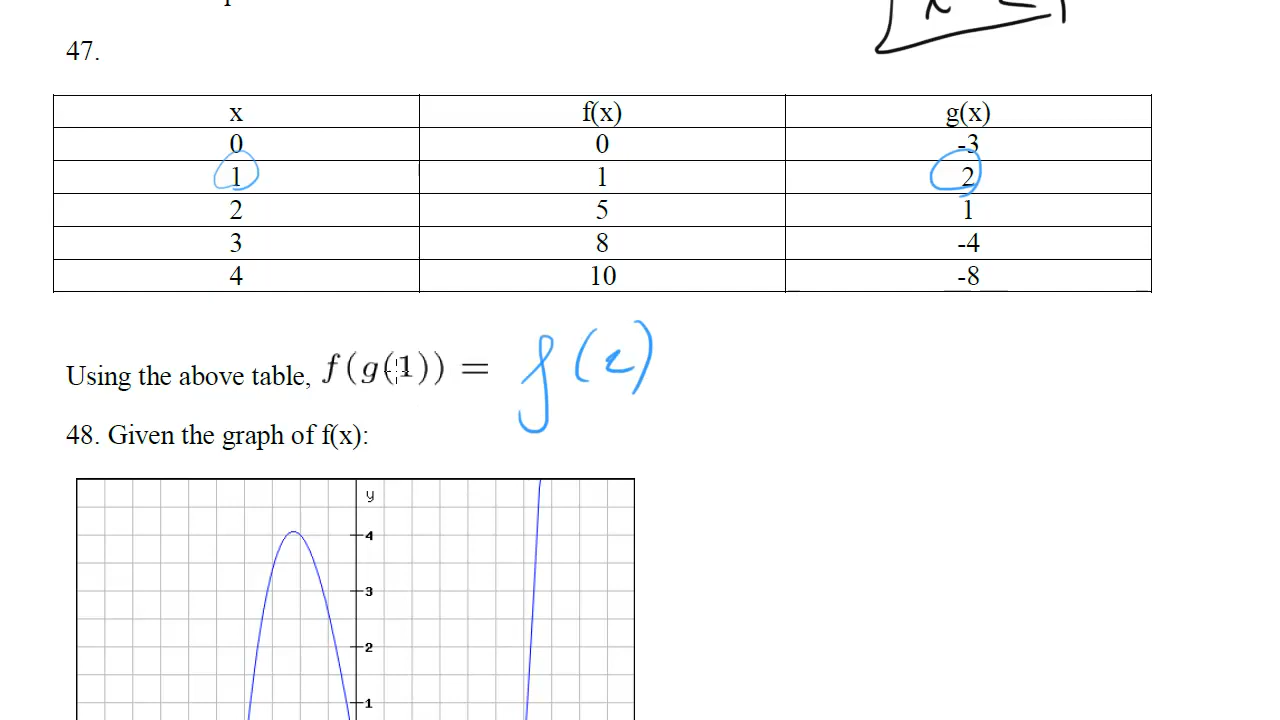 47.
x f(x) g(x)
0 0 -3
1 1 2
2 5 1
3 8 -4
4 10 -8
Using the above table, f(g(1)) = f(2)
48. Given the graph of f(x):
y
4
3
2
1